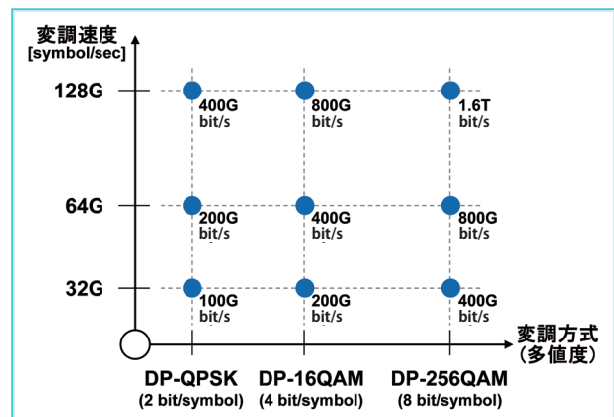 変調速度
[symbol/sec]
128G
400G
bit/s
800G
bit/s
1.6T
bit/s
64G
200G
bit/s
400G
bit/s
800G
bit/s
32G
100G
bit/s
200G
bit/s
400G
bit/s
変調方式
(多値度)
DP-QPSK
(2 bit/symbol)
DP-16QAM
(4 bit/symbol)
DP-256QAM
(8 bit/symbol)